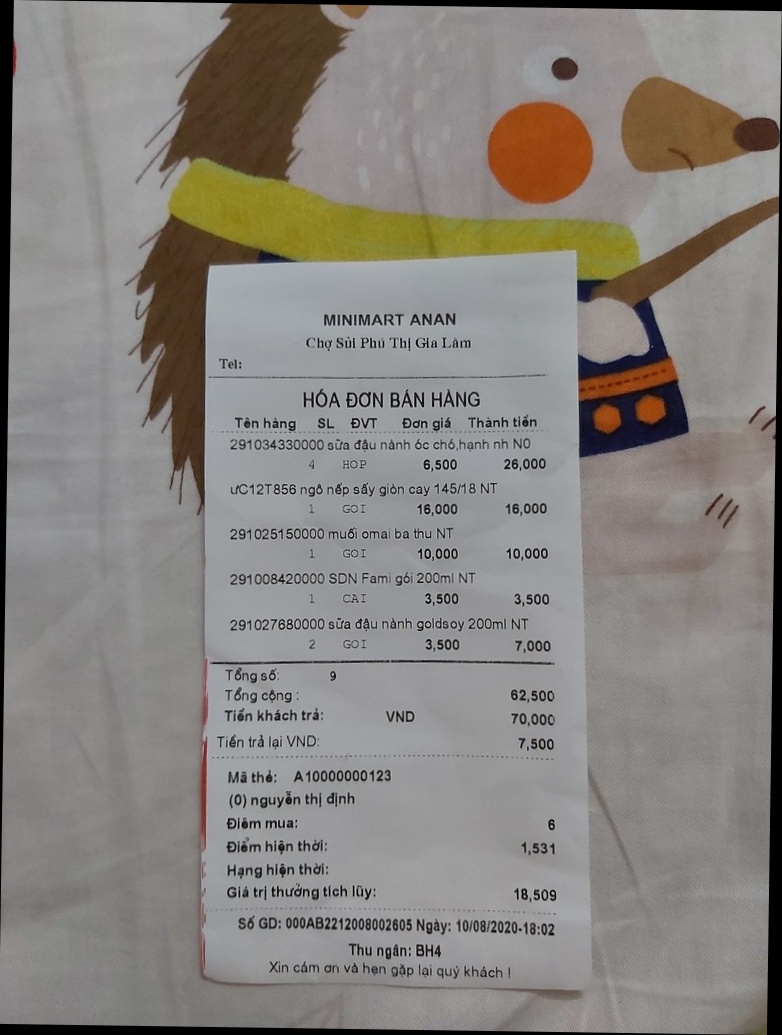 MINIMART ANAN
Chợ Sủi Phú Thị Gia Lâm
Tel:
HÓA ĐƠN BÁN HÀNG
Tên hàng SL ĐVT Đơn giá Thành tiền
291034330000 sữa đậu nành óc chó,hạnh nh N0
4 HOP 6,500 26,000
ưC12T856 ngô nếp sấy giòn cay 145/18 NT
1 GOI 16,000 16,000
291025150000 muối omai ba thu NT
1 GOI 10,000 10,000
291008420000 SDN Fami gói 200ml NT
1 CAI 3,500 3,500
291027680000 sữa đậu nành goldsoy 200ml NT
2 GOI 3,500 7,000
Tổng số: 9
Tổng cộng : 62,500
Tiền khách trả: VND 70,000
Tiền trả lại VND: 7,500
Mã thẻ: A10000000123
(0) nguyễn thị định
Điêm mua: 6
Điểm hiện thời: 1,531
Hạng hiện thời:
Giá trị thưởng tích lũy: 18,509
Số GD: 000AB2212008002605 Ngày: 10/08/2020-18:02
Thu ngân: BH4
Xin cám ơn và hẹn gặp lại quý khách !